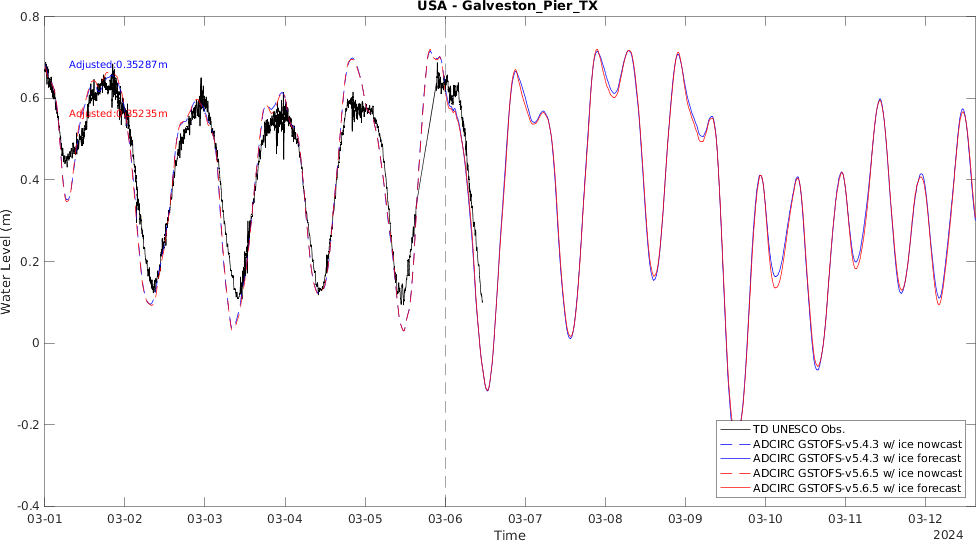 USA - Galveston_Pier_TX
0.8
0.6
0.4
0.2
0
-0.2
-0.4
Water Level (m)
Adjusted:0.35287m
Adjusted:0.35235m
TD UNESCO Obs.
ADCIRC GSTOFS-v5.4.3 w/ ice nowcast
ADCIRC GSTOFS-v5.4.3 w/ ice forecast
ADCIRC GSTOFS-v5.6.5 w/ ice nowcast
ADCIRC GSTOFS-v5.6.5 w/ ice forecast
03-01 03-02 03-03 03-04 03-05 03-06 03-07 03-08 03-09 03-10 03-11 03-12
Time
2024